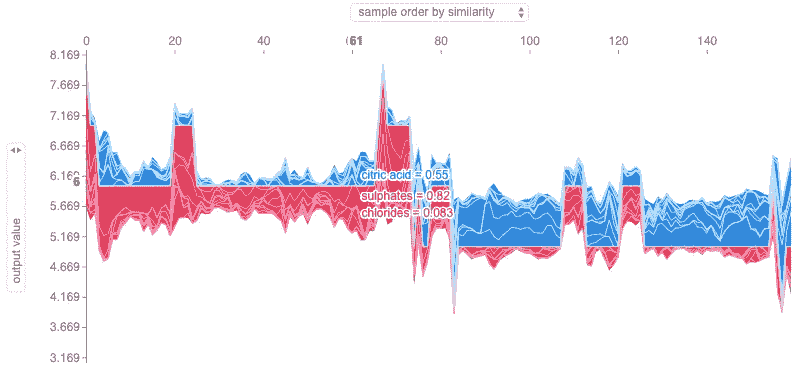 sample order by similarity
0 20 40 61 80 100 120 140
8.169
7.669
7.169
6.669
6.169
6
5.669
5.169
4.669
4.169
3.669
3.169
output value
citric acid = 0.55
sulphates = 0.82
chlorides = 0.083